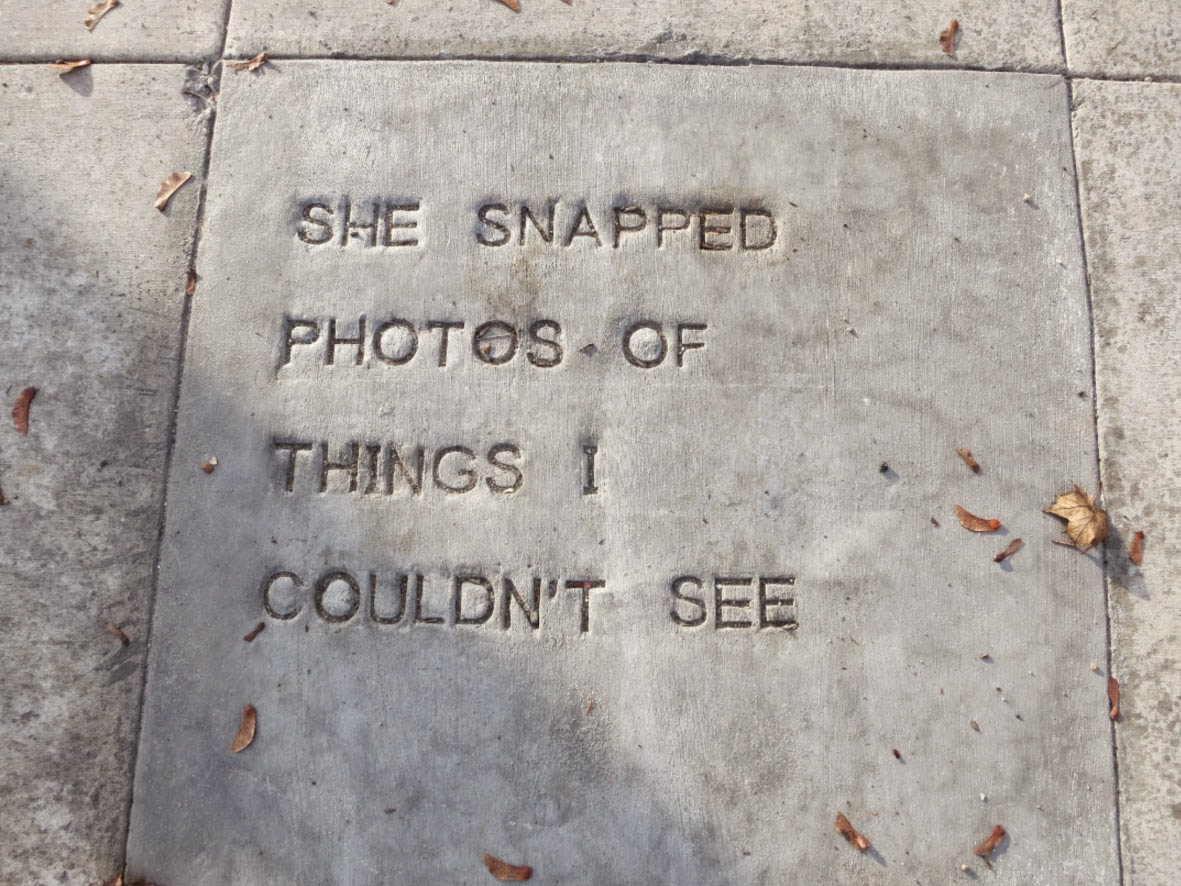 SHE SNAPPED
PHOTOS OF
THINGS I
COULDN'T SEE